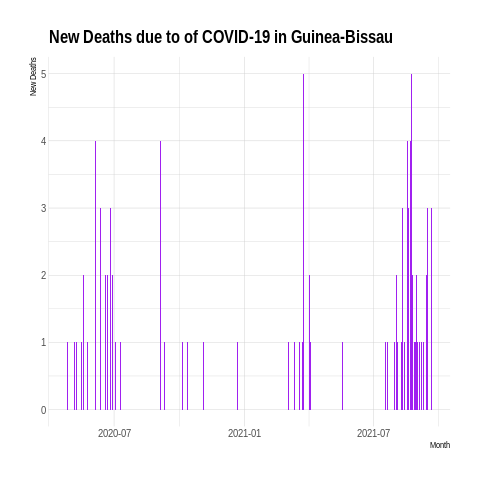 New Deaths due to of COVID-19 in Guinea-Bissau
New Deaths
5
4
3
2
1
0
2020-07 2021-01 2021-07
Month